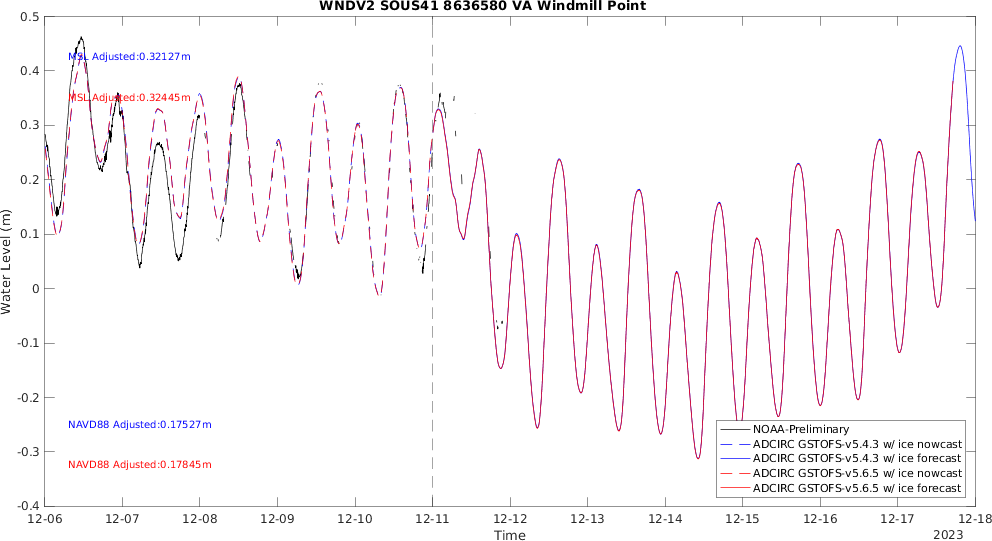 WNDV2 SOUS41 8636580 VA Windmill Point
0.5
0.4
0.3
0.2
0.1
0
-0.1
-0.2
-0.3
-0.4
Water Level (m)
MSL Adjusted:0.32127m
MSL Adjusted:0.32445m
NAVD88 Adjusted:0.17527m
NAVD88 Adjusted:0.17845m
NOAA-Preliminary
ADCIRC GSTOFS-v5.4.3 w/ ice nowcast
ADCIRC GSTOFS-v5.4.3 w/ ice forecast
ADCIRC GSTOFS-v5.6.5 w/ ice nowcast
ADCIRC GSTOFS-v5.6.5 w/ ice forecast
12-06 12-07 12-08 12-09 12-10 12-11 12-12 12-13 12-14 12-15 12-16 12-17 12-18
Time
2023